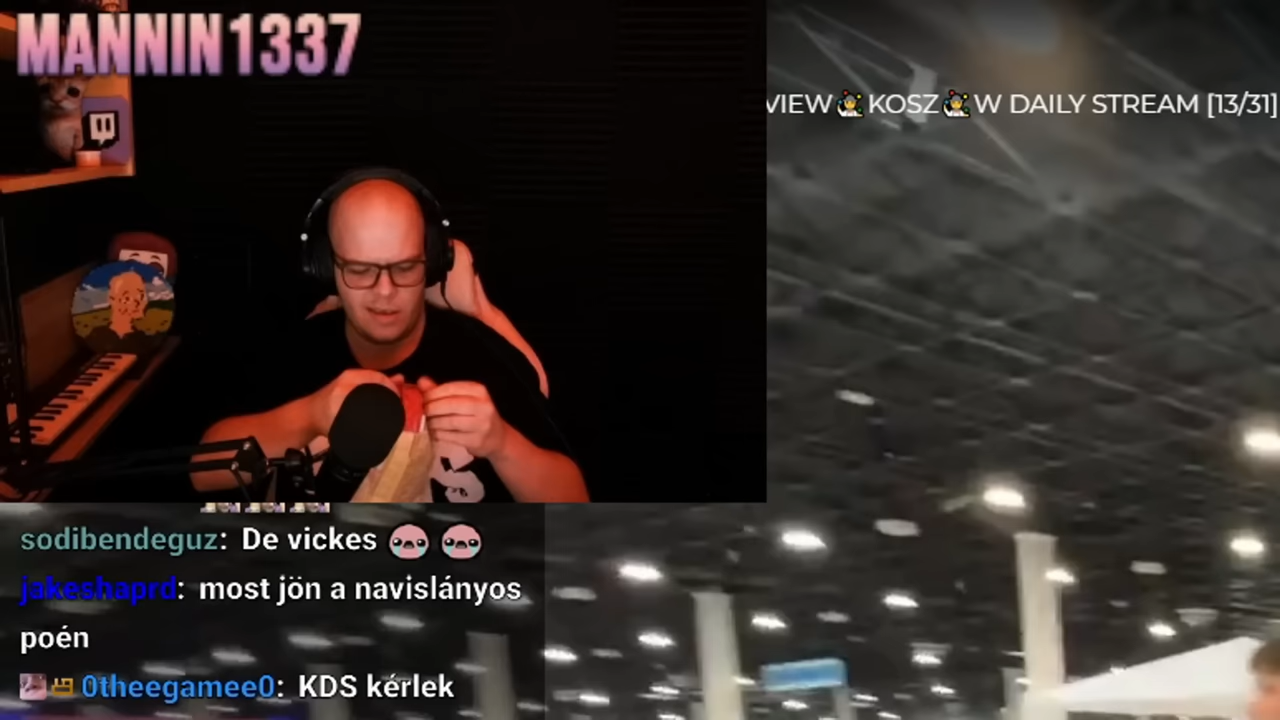 MANNIN1337
VIEW KOSZ W DAILY STREAM [13/31]
sodibendeguz: De vickes
jakeshaprd: most jön a navislányos
poén
0theegamee0: KDS kérlek